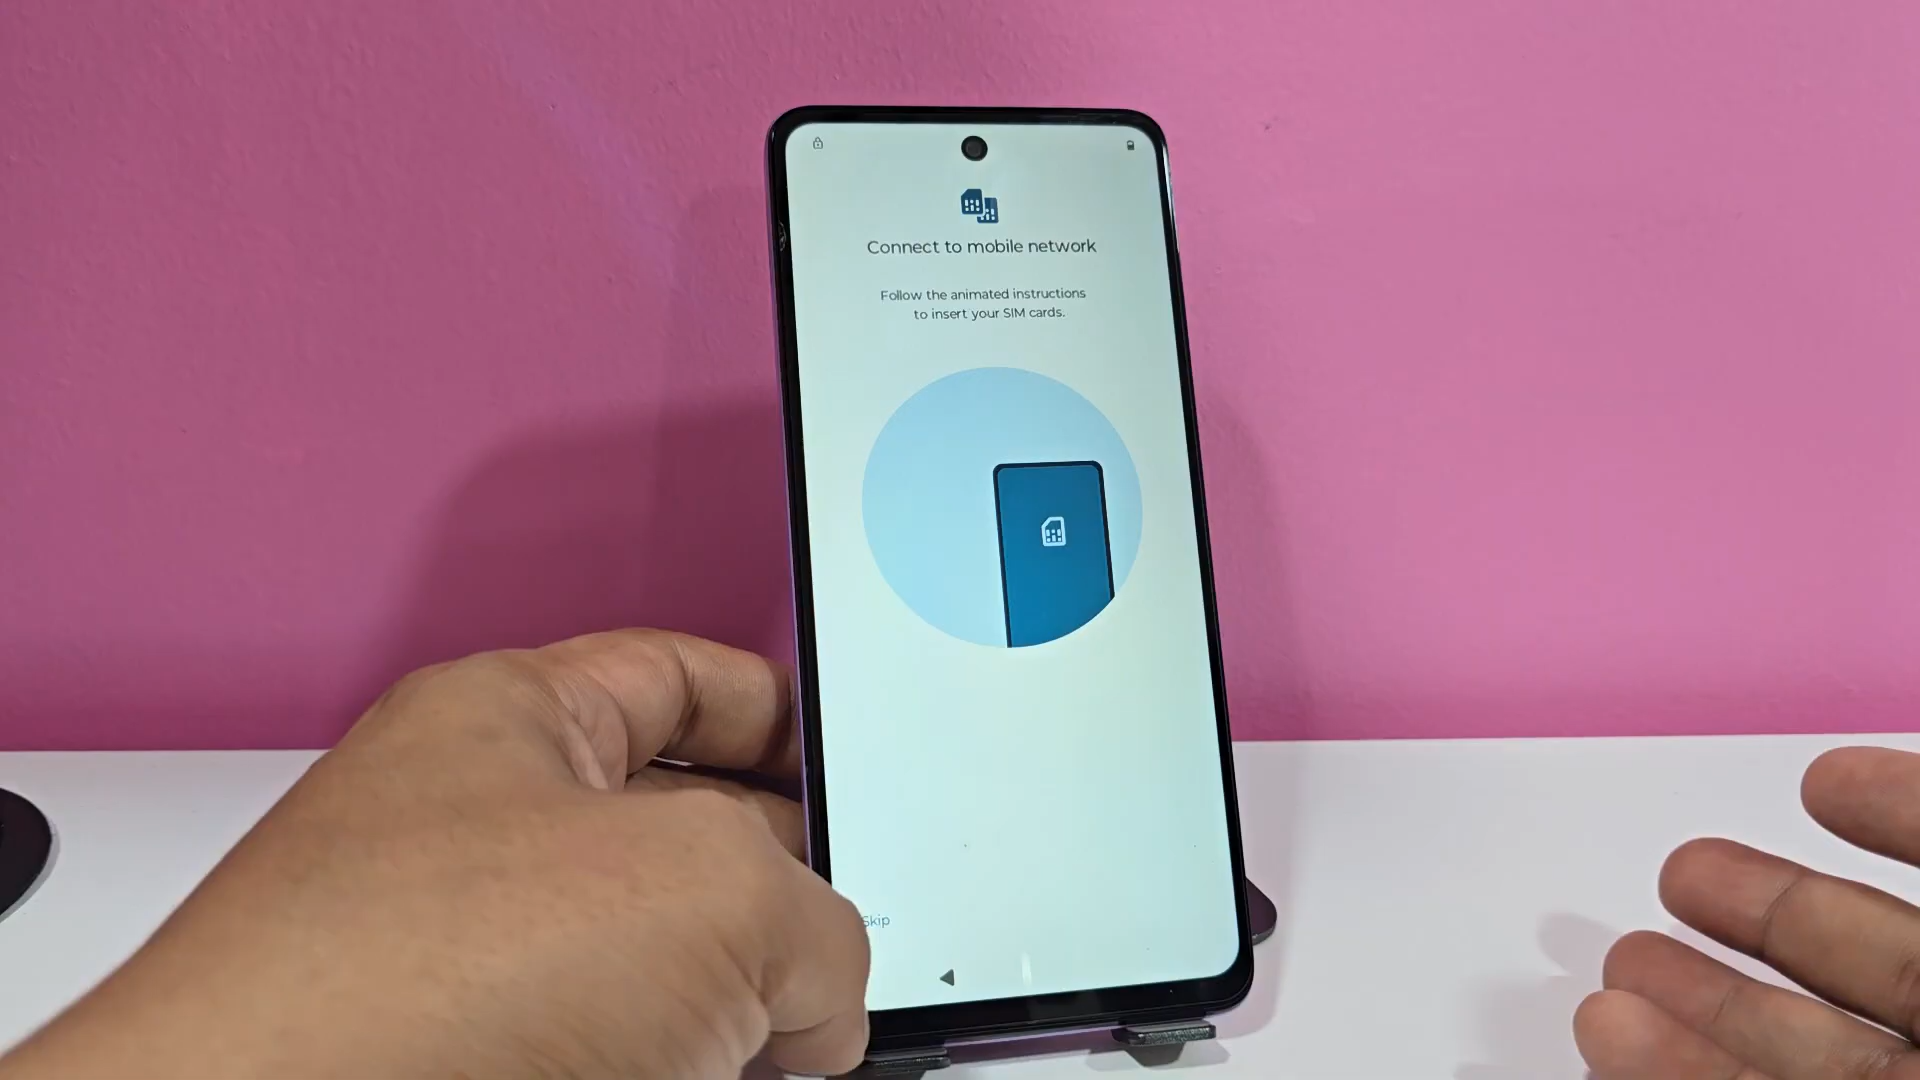 Connect to mobile network
Follow the animated instructions
to insert your SIM cards.
Skip